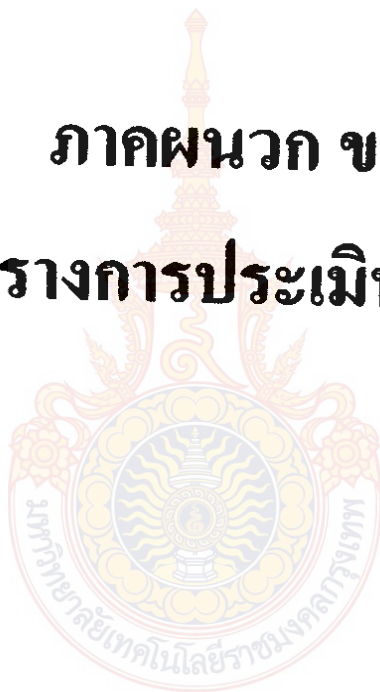 ภาคผนวก ข
รางการประเมิน
มหาวิทยาลัยเทคโนโลยีราชมงคลกรุงเทพ